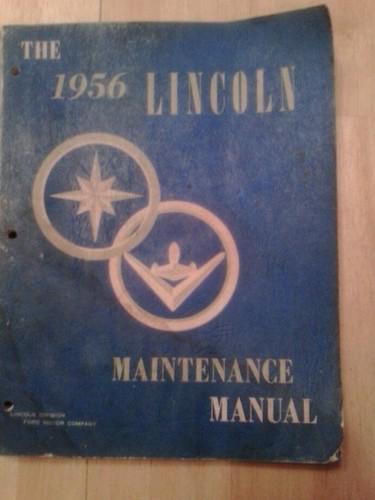 THE
1956 LINCOLN
MAINTENANCE
MANUAL
LINCOLN DIVISION
FORD MOTOR COMPANY